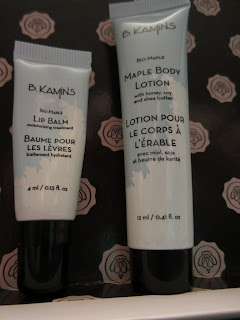 B. KAMINS
BIO-MAPLE
LIP BALM
moisturizing treatment
BAUME POUR
LES LÈVRES
traitement hydratant
4 ml / 0.13 fl oz
B. KAMINS
BIO-MAPLE
MAPLE BODY
LOTION
with honey, soy
and shea butter
LOTION POUR
LE CORPS À
L'ÉRABLE
avec miel, soja
et beurre de karité
12 ml / 0.41 fl oz